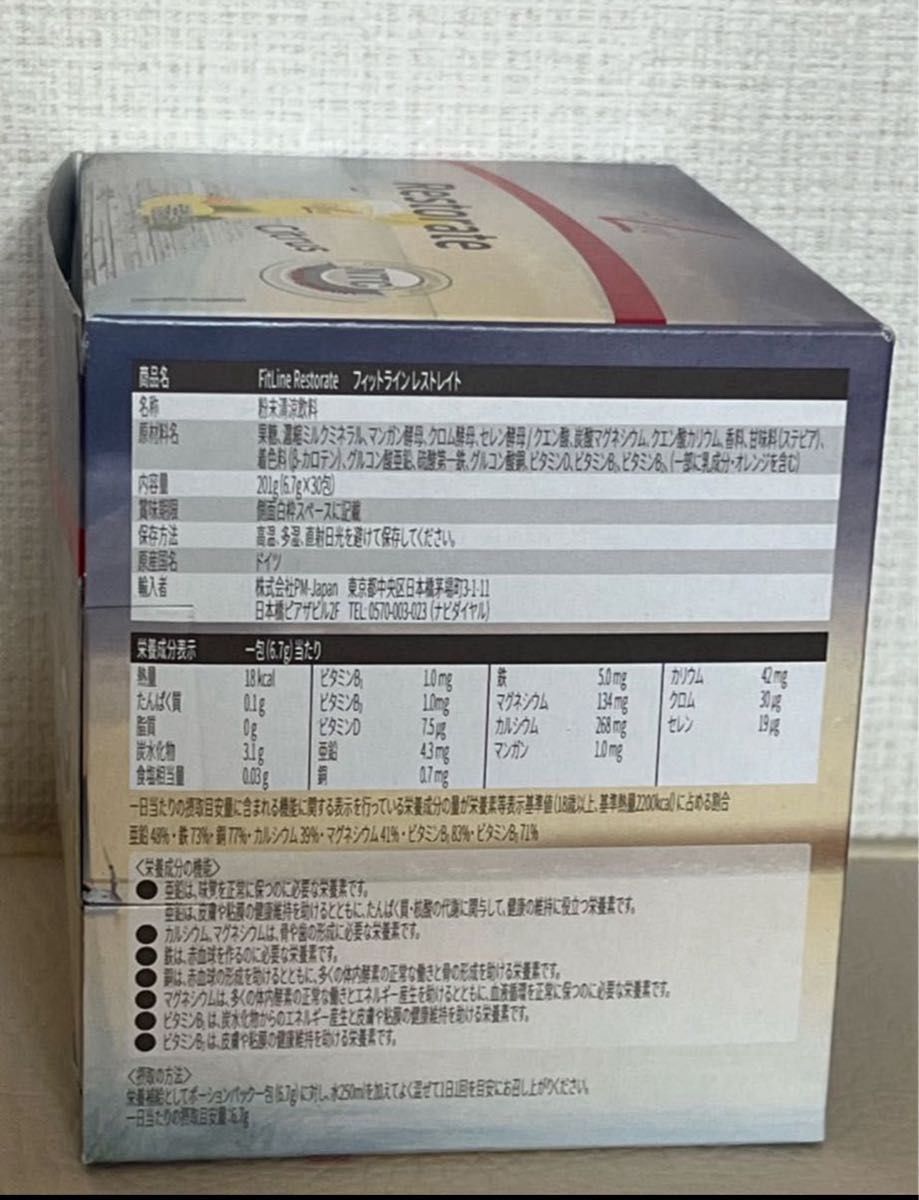 Restorate
Citrus
NTC
商品名 FitLine Restorate フィットラインレストレイト
名称 粉末清涼飲料
原材料名 果糖、濃縮ミルクミネラル、マンガン酵母、クロム酵母、セレン酵母/クエン酸、炭酸マグネシウム、クエン酸カリウム、香料、甘味料(ステビア)、
着色料(β-カロテン)、グルコン酸亜鉛、硫酸第一鉄、グルコン酸銅、ビタミンD、ビタミンB₁、ビタミンB₂、(一部に乳成分・オレンジを含む)
内容量 201g(6.7g×30包)
賞味期限 側面白枠スペースに記載
保存方法 高温、多湿、直射日光を避けて保存してください。
原産国名 ドイツ
輸入者 株式会社PM-Japan 東京都中央区日本橋茅場町3-1-11
日本橋ピアザビル2F TEL: 0570-003-023 (ナビダイヤル)
栄養成分表示 一包(6.7g)当たり
熱量 18 kcal ビタミンB₁ 1.0 mg 鉄 5.0 mg カリウム 42 mg
たんぱく質 0.1 g ビタミンB₂ 1.0mg マグネシウム 134 mg クロム 30 μg
脂質 0 g ビタミンD 7.5 μg カルシウム 268 mg セレン 19 μg
炭水化物 3.1 g 亜鉛 4.3 mg マンガン 1.0 mg
食塩相当量 0.03 g 銅 0.7 mg
一日当たりの摂取目安量に含まれる機能に関する表示を行っている栄養成分の量が栄養素等表示基準値(18歳以上、基準熱量2200kcal)に占める割合
亜鉛 48%・鉄 73%・銅 77%・カルシウム 39%・マグネシウム 41%・ビタミンB₁ 83%・ビタミンB₂ 71%
〈栄養成分の機能〉
● 亜鉛は、味覚を正常に保つのに必要な栄養素です。
亜鉛は、皮膚や粘膜の健康維持を助けるとともに、たんぱく質・核酸の代謝に関与して、健康の維持に役立つ栄養素です。
● カルシウム、マグネシウムは、骨や歯の形成に必要な栄養素です。
● 鉄は、赤血球を作るのに必要な栄養素です。
● 銅は、赤血球の形成を助けるとともに、多くの体内酵素の正常な働きと骨の形成を助ける栄養素です。
● マグネシウムは、多くの体内酵素の正常な働きとエネルギー産生を助けるとともに、血液循環を正常に保つのに必要な栄養素です。
● ビタミンB₁は、炭水化物からのエネルギー産生と皮膚や粘膜の健康維持を助ける栄養素です。
● ビタミンB₂は、皮膚や粘膜の健康維持を助ける栄養素です。
〈摂取の方法〉
栄養補給としてポーションパック一包(6.7g)に対し、水250mlを加えてよく混ぜて1日1回を目安にお召し上がりください。
一日当たりの摂取目安量:6.7g